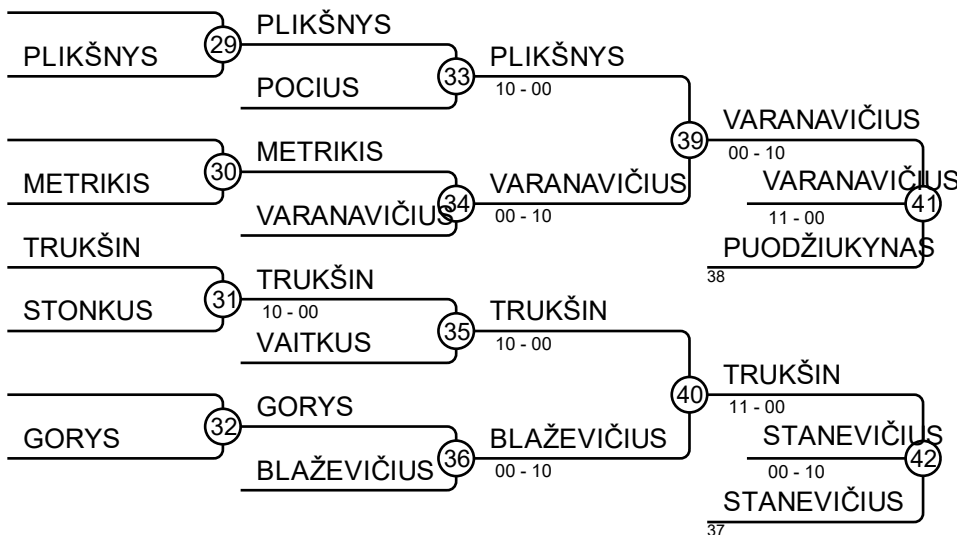 PLIKŠNYS
29
PLIKŠNYS
POCIUS
33
PLIKŠNYS
10 - 00
METRIKIS
30
METRIKIS
VARANAVIČIUS
34
VARANAVIČIUS
00 - 10
39
VARANAVIČIUS
00 - 10
VARANAVIČIUS
11 - 00
41
PUODŽIUKYNAS
38
TRUKŠIN
STONKUS
31
TRUKŠIN
10 - 00
VAITKUS
35
TRUKŠIN
10 - 00
GORYS
32
GORYS
BLAŽEVIČIUS
36
BLAŽEVIČIUS
00 - 10
40
TRUKŠIN
11 - 00
STANEVIČIUS
00 - 10
42
STANEVIČIUS
37